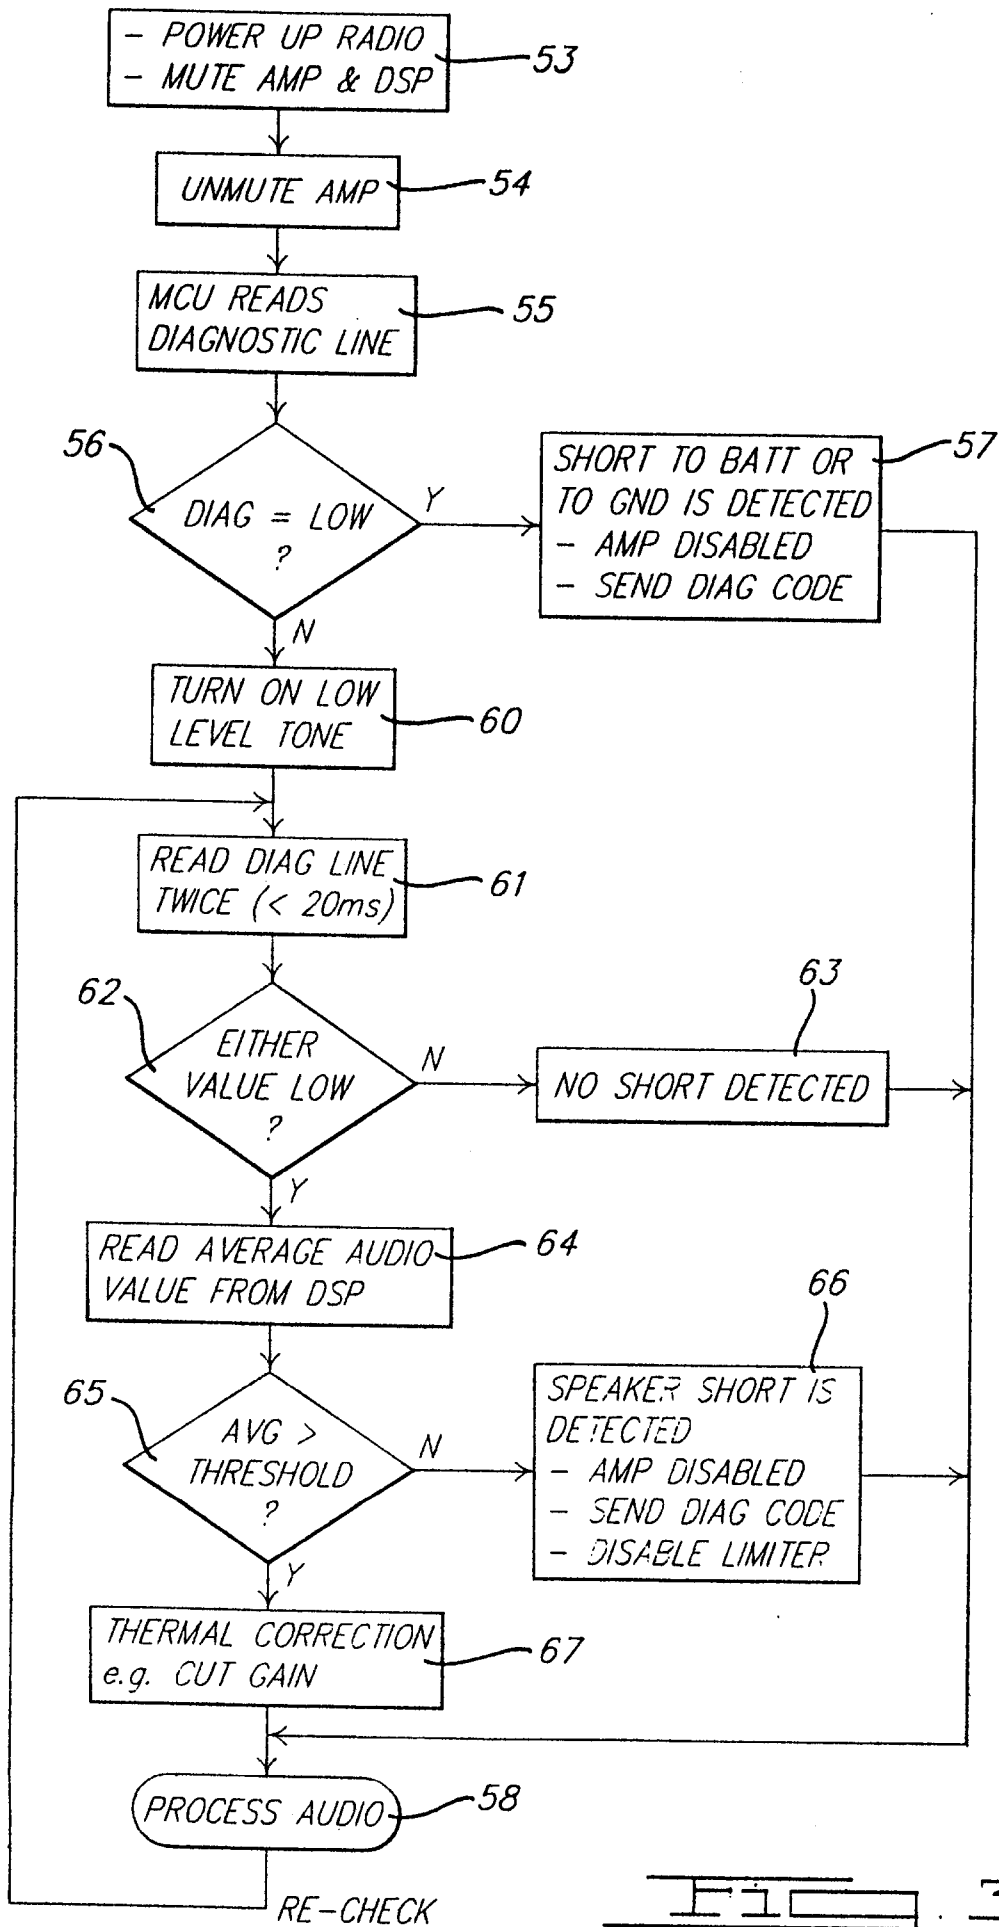 - POWER UP RADIO
- MUTE AMP & DSP
53
UNMUTE AMP
54
MCU READS
DIAGNOSTIC LINE
55
56
DIAG = LOW
?
Y
N
SHORT TO BATT OR
TO GND IS DETECTED
- AMP DISABLED
- SEND DIAG CODE
57
TURN ON LOW
LEVEL TONE
60
READ DIAG LINE
TWICE (< 20ms)
61
62
EITHER
VALUE LOW
?
N
Y
63
NO SHORT DETECTED
READ AVERAGE AUDIO
VALUE FROM DSP
64
65
AVG >
THRESHOLD
?
N
Y
66
SPEAKER SHORT IS
DETECTED
- AMP DISABLED
- SEND DIAG CODE
- DISABLE LIMITER
THERMAL CORRECTION
e.g. CUT GAIN
67
PROCESS AUDIO
58
RE-CHECK